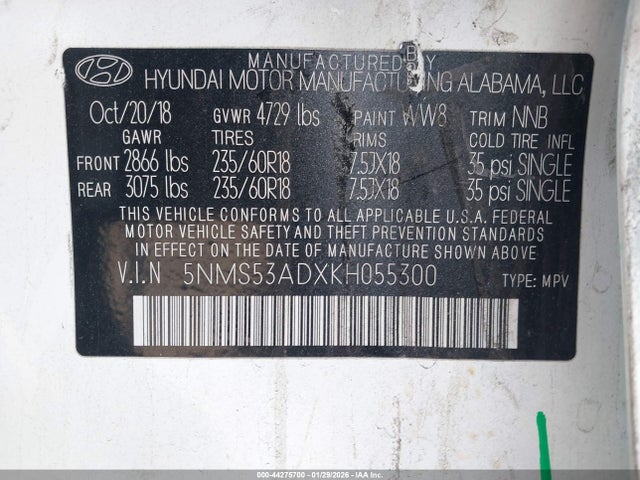 MANUFACTURED BY
HYUNDAI MOTOR MANUFACTURING ALABAMA, LLC
Oct/20/18 GVWR 4729 lbs PAINT WW8 TRIM NNB
GAWR TIRES RIMS COLD TIRE INFL
FRONT 2866 lbs 235/60R18 7.5JX18 35 psi SINGLE
REAR 3075 lbs 235/60R18 7.5JX18 35 psi SINGLE
THIS VEHICLE CONFORMS TO ALL APPLICABLE U.S.A. FEDERAL
MOTOR VEHICLE SAFETY AND THEFT PREVENTION STANDARDS
IN EFFECT ON THE DATE OF MANUFACTURE SHOWN ABOVE.
V.I.N 5NMS53ADXKH055300 TYPE: MPV
000-44275700 - 01/29/2026 - Copart